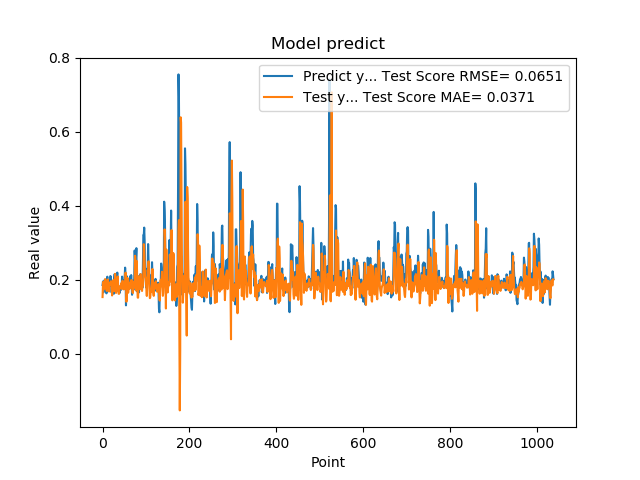 Model predict
Predict y... Test Score RMSE= 0.0651
Test y... Test Score MAE= 0.0371
0.8
0.6
0.4
0.2
0.0
Real value
0 200 400 600 800 1000
Point